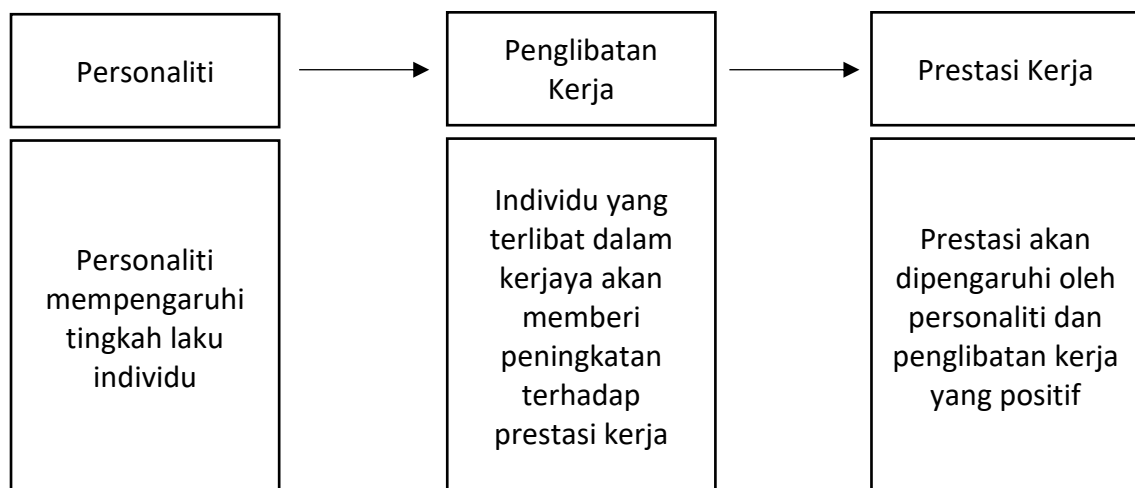 Personaliti
Penglibatan
Kerja
Prestasi Kerja
Personaliti
mempengaruhi
tingkah laku
individu
Individu yang
terlibat dalam
kerjaya akan
memberi
peningkatan
terhadap
prestasi kerja
Prestasi akan
dipengaruhi oleh
personaliti dan
penglibatan kerja
yang positif